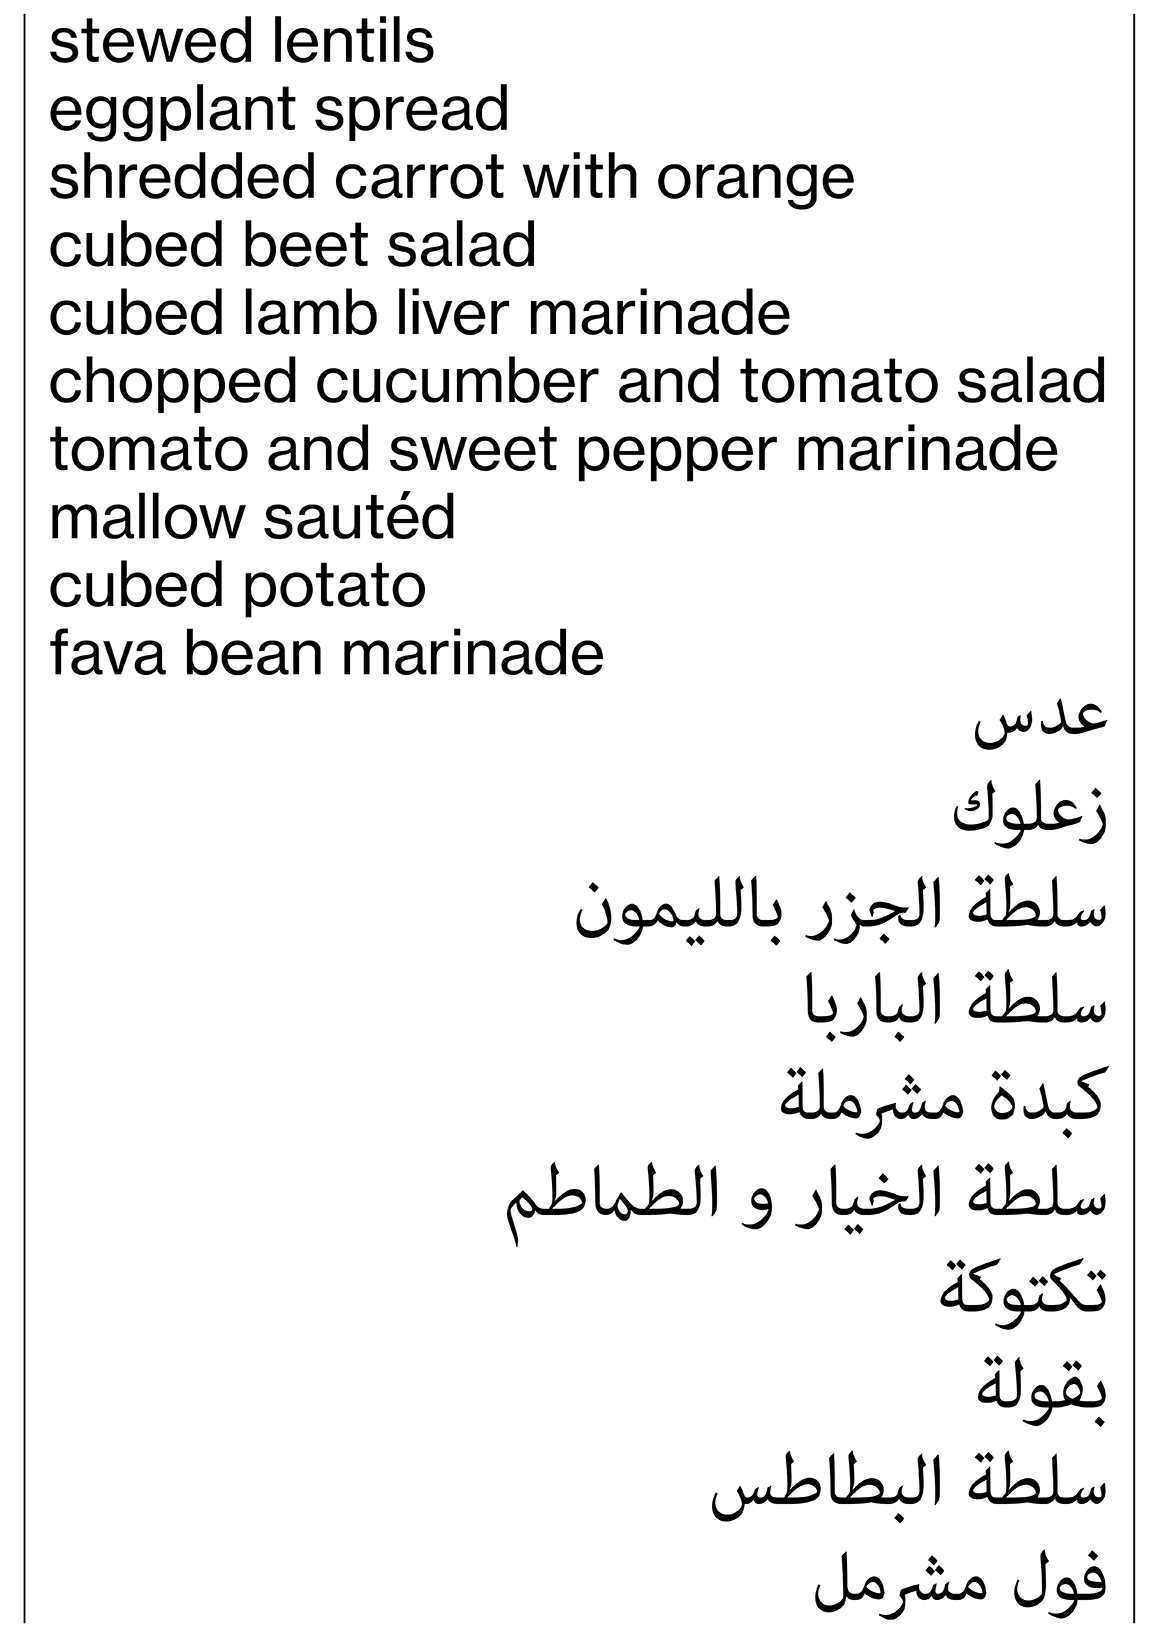 stewed lentils
eggplant spread
shredded carrot with orange
cubed beet salad
cubed lamb liver marinade
chopped cucumber and tomato salad
tomato and sweet pepper marinade
mallow sautéd
cubed potato
fava bean marinade
عدس
زعلوك
سلطة الجزر بالليمون
سلطة الباربا
كبدة مشرملة
سلطة الخيار و الطماطم
تكتوكة
بقولة
سلطة البطاطس
فول مشرمل